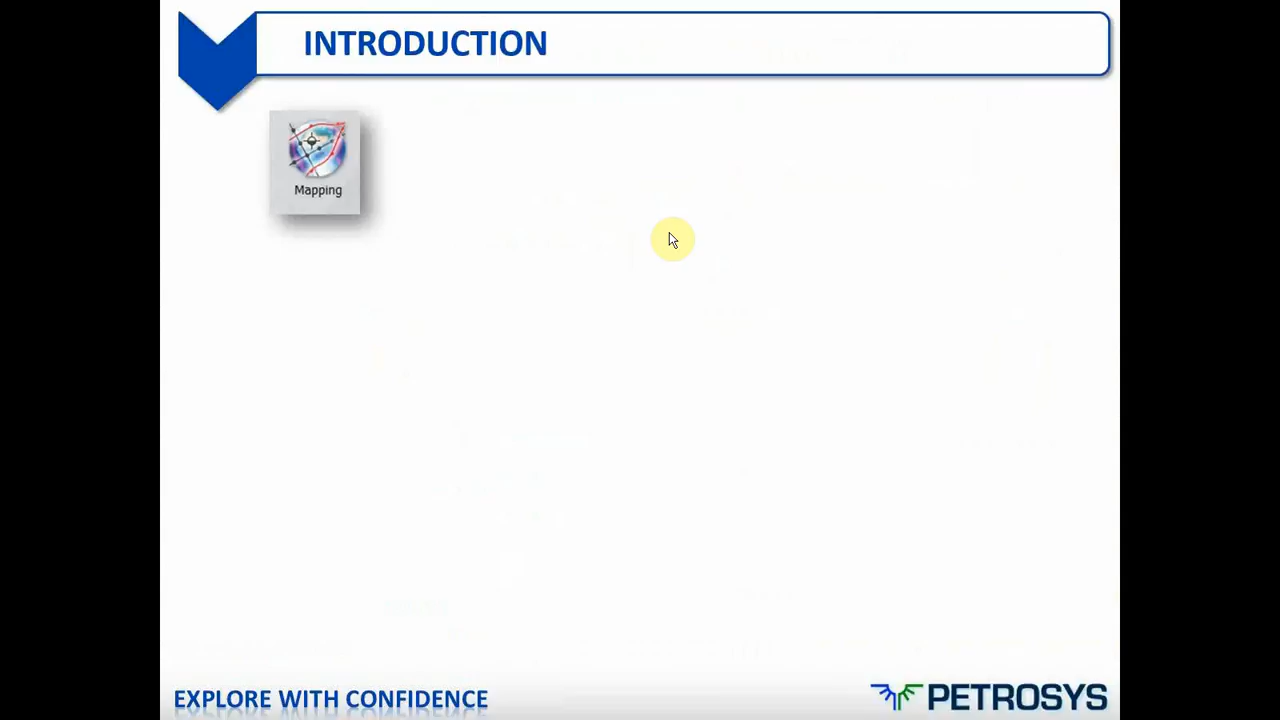 INTRODUCTION
Mapping
EXPLORE WITH CONFIDENCE
PETROSYS